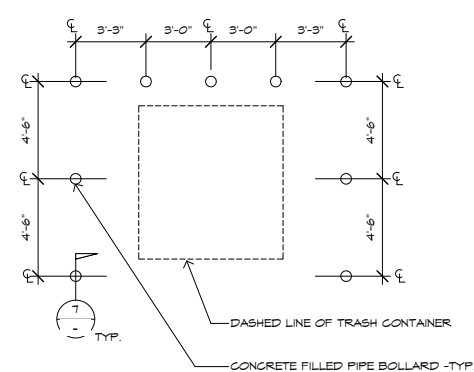 ℄ 3'-3" 3'-0" ℄ 3'-0" 3'-3" ℄
℄ ℄
4'-6" 4'-6"
℄ ℄
4'-6" 4'-6"
℄ ℄
7
-
TYP.
DASHED LINE OF TRASH CONTAINER
CONCRETE FILLED PIPE BOLLARD -TYP